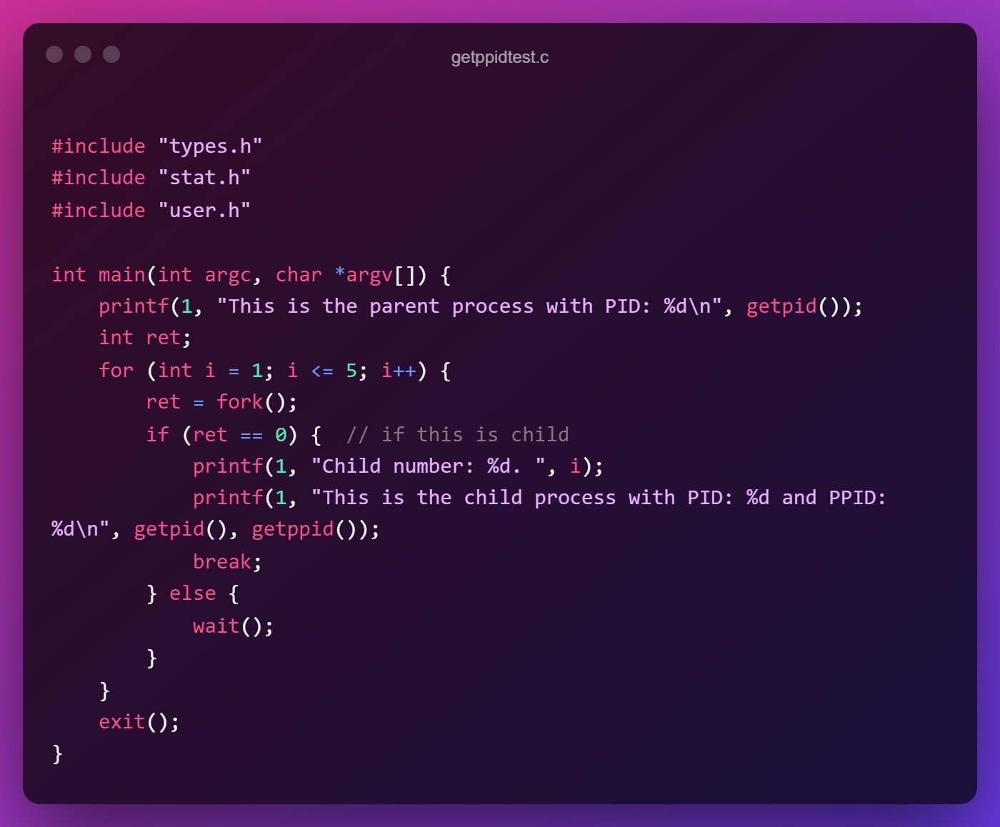 getppidtest.c
#include "types.h"
#include "stat.h"
#include "user.h"
int main(int argc, char *argv[]) {
    printf(1, "This is the parent process with PID: %d\n", getpid());
    int ret;
    for (int i = 1; i <= 5; i++) {
        ret = fork();
        if (ret == 0) {  // if this is child
            printf(1, "Child number: %d. ", i);
            printf(1, "This is the child process with PID: %d and PPID:
%d\n", getpid(), getppid());
            break;
        } else {
            wait();
        }
    }
    exit();
}